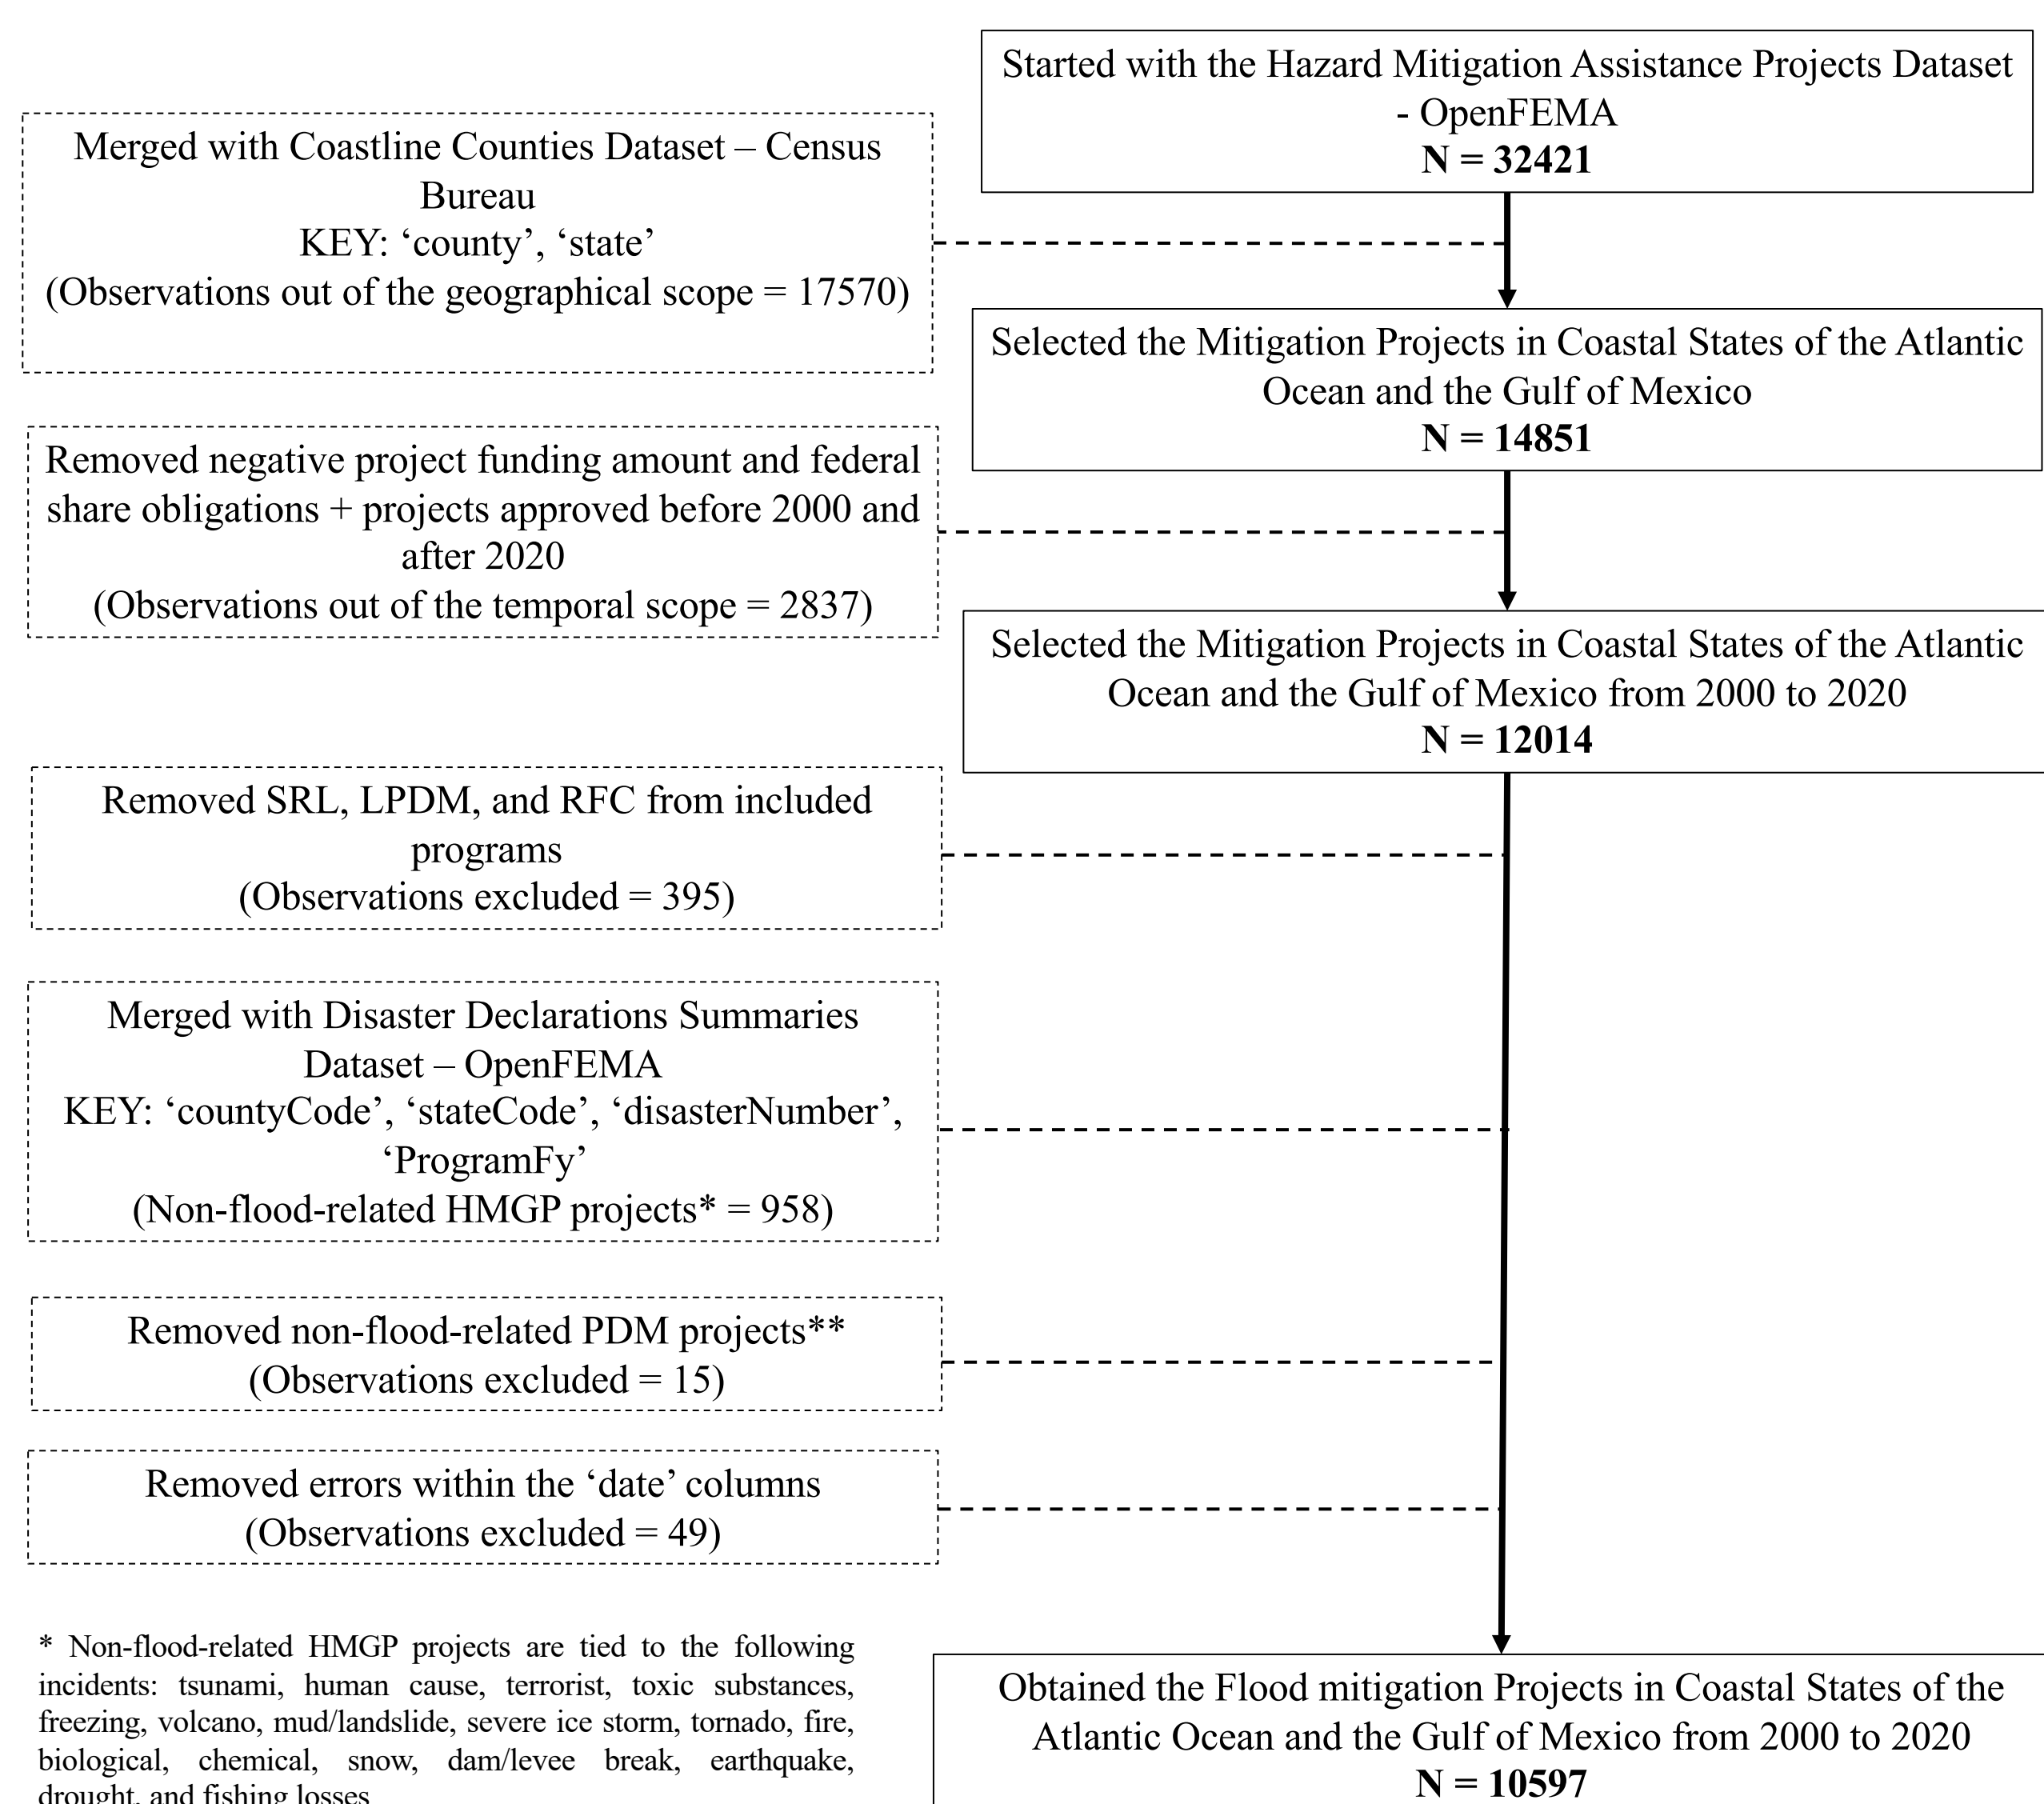 Started with the Hazard Mitigation Assistance Projects Dataset
- OpenFEMA
N = 32421
Merged with Coastline Counties Dataset – Census
Bureau
KEY: ‘county’, ‘state’
(Observations out of the geographical scope = 17570)
Selected the Mitigation Projects in Coastal States of the Atlantic
Ocean and the Gulf of Mexico
N = 14851
Removed negative project funding amount and federal
share obligations + projects approved before 2000 and
after 2020
(Observations out of the temporal scope = 2837)
Selected the Mitigation Projects in Coastal States of the Atlantic
Ocean and the Gulf of Mexico from 2000 to 2020
N = 12014
Removed SRL, LPDM, and RFC from included
programs
(Observations excluded = 395)
Merged with Disaster Declarations Summaries
Dataset – OpenFEMA
KEY: ‘countyCode’, ‘stateCode’, ‘disasterNumber’,
‘ProgramFy’
(Non-flood-related HMGP projects* = 958)
Removed non-flood-related PDM projects**
(Observations excluded = 15)
Removed errors within the ‘date’ columns
(Observations excluded = 49)
* Non-flood-related HMGP projects are tied to the following
incidents: tsunami, human cause, terrorist, toxic substances,
freezing, volcano, mud/landslide, severe ice storm, tornado, fire,
biological, chemical, snow, dam/levee break, earthquake,
drought, and fishing losses
Obtained the Flood mitigation Projects in Coastal States of the
Atlantic Ocean and the Gulf of Mexico from 2000 to 2020
N = 10597